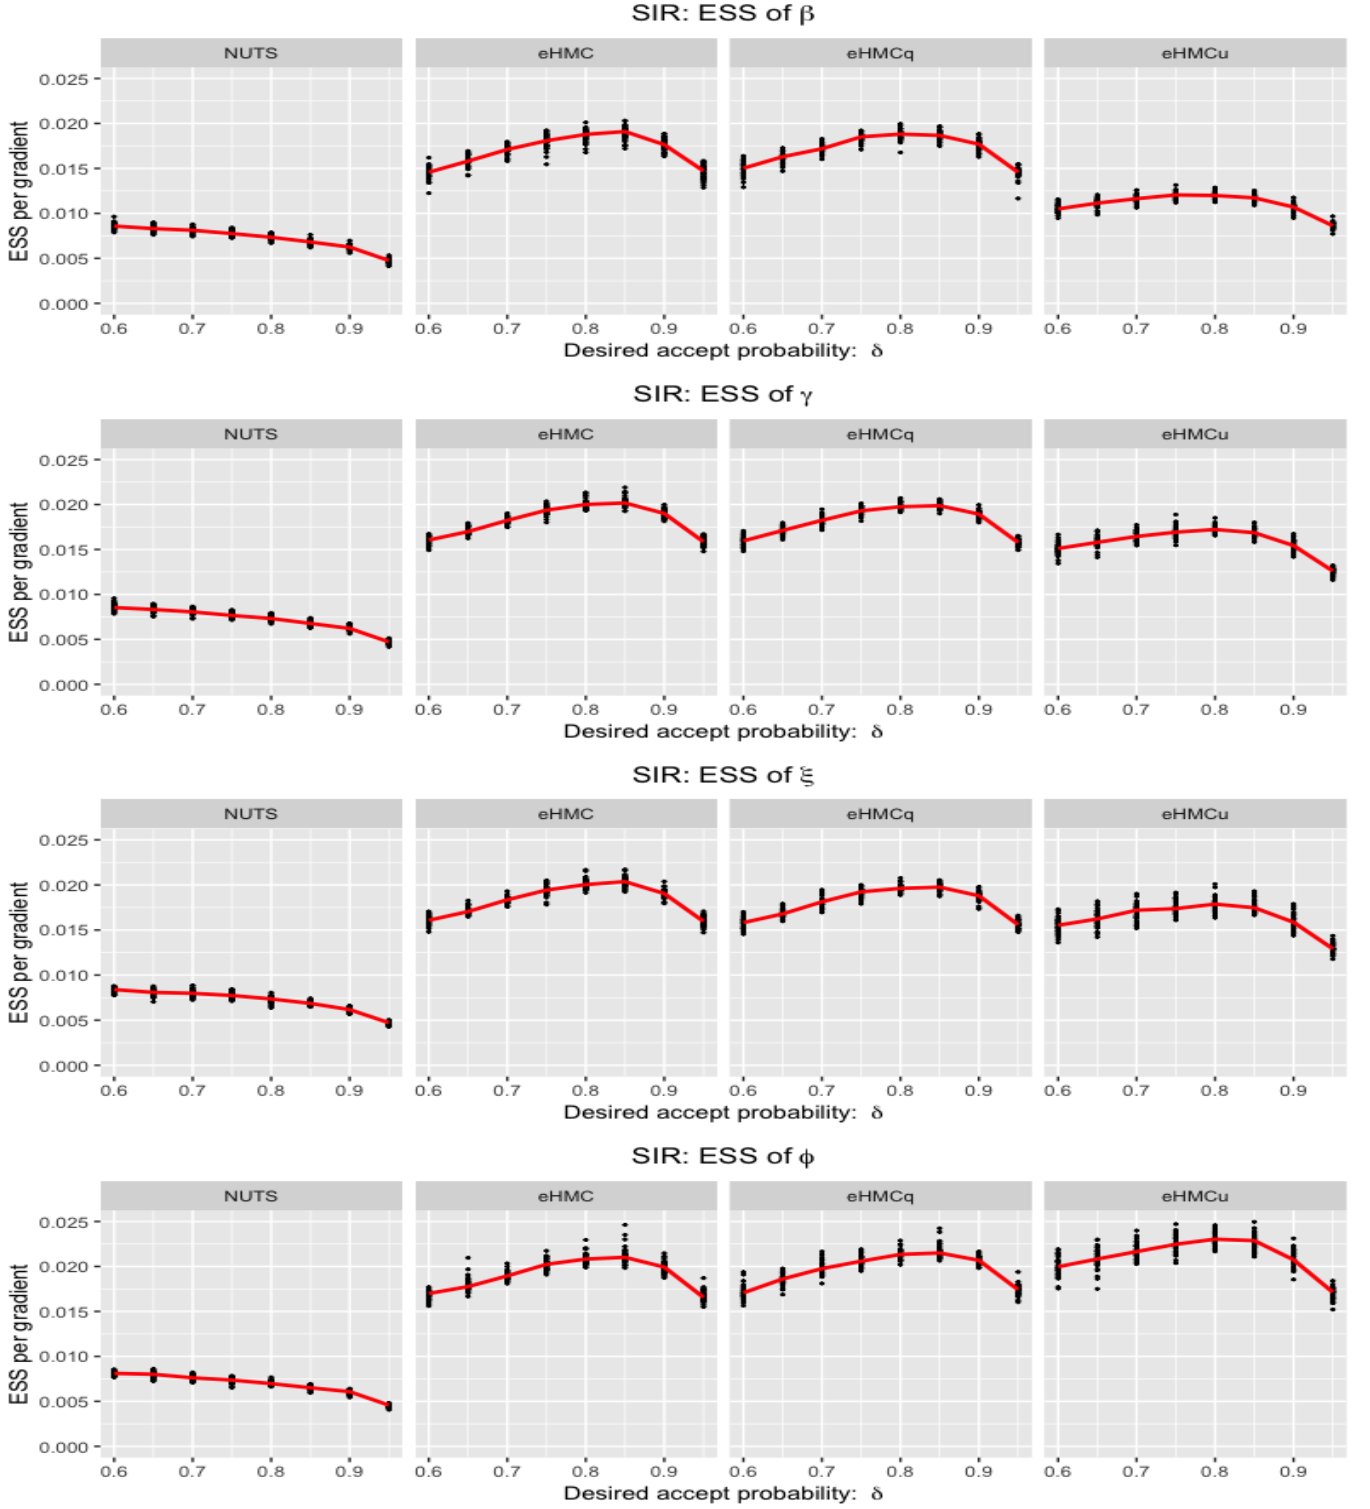 SIR: ESS of β
NUTS eHMC eHMCq eHMCu
ESS per gradient
0.025
0.020
0.015
0.010
0.005
0.000
0.6 0.7 0.8 0.9 0.6 0.7 0.8 0.9 0.6 0.7 0.8 0.9 0.6 0.7 0.8 0.9
Desired accept probability: δ
SIR: ESS of γ
NUTS eHMC eHMCq eHMCu
ESS per gradient
0.025
0.020
0.015
0.010
0.005
0.000
0.6 0.7 0.8 0.9 0.6 0.7 0.8 0.9 0.6 0.7 0.8 0.9 0.6 0.7 0.8 0.9
Desired accept probability: δ
SIR: ESS of ξ
NUTS eHMC eHMCq eHMCu
ESS per gradient
0.025
0.020
0.015
0.010
0.005
0.000
0.6 0.7 0.8 0.9 0.6 0.7 0.8 0.9 0.6 0.7 0.8 0.9 0.6 0.7 0.8 0.9
Desired accept probability: δ
SIR: ESS of ϕ
NUTS eHMC eHMCq eHMCu
ESS per gradient
0.025
0.020
0.015
0.010
0.005
0.000
0.6 0.7 0.8 0.9 0.6 0.7 0.8 0.9 0.6 0.7 0.8 0.9 0.6 0.7 0.8 0.9
Desired accept probability: δ